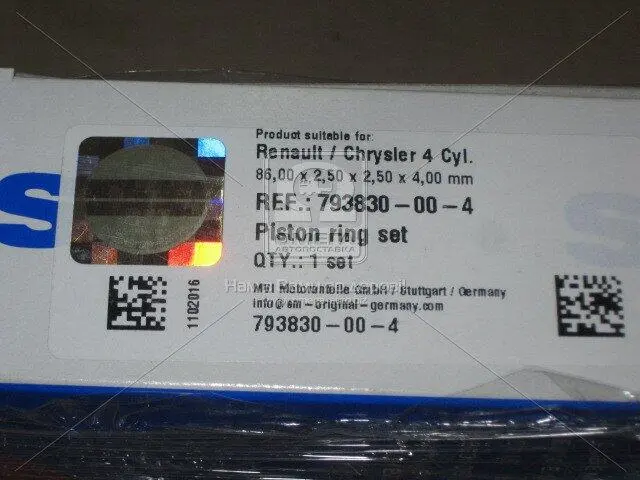 Product suitable for:
Renault / Chrysler 4 Cyl.
86,00 x 2,50 x 2,50 x 4,00 mm
REF.: 793830-00-4
Piston ring set
QTY.: 1 set
MVI Motorenteile GmbH / Stuttgart / Germany
info@sm-original-germany.com
793830-00-4
1102016
S
АВТОПОСТАВКА